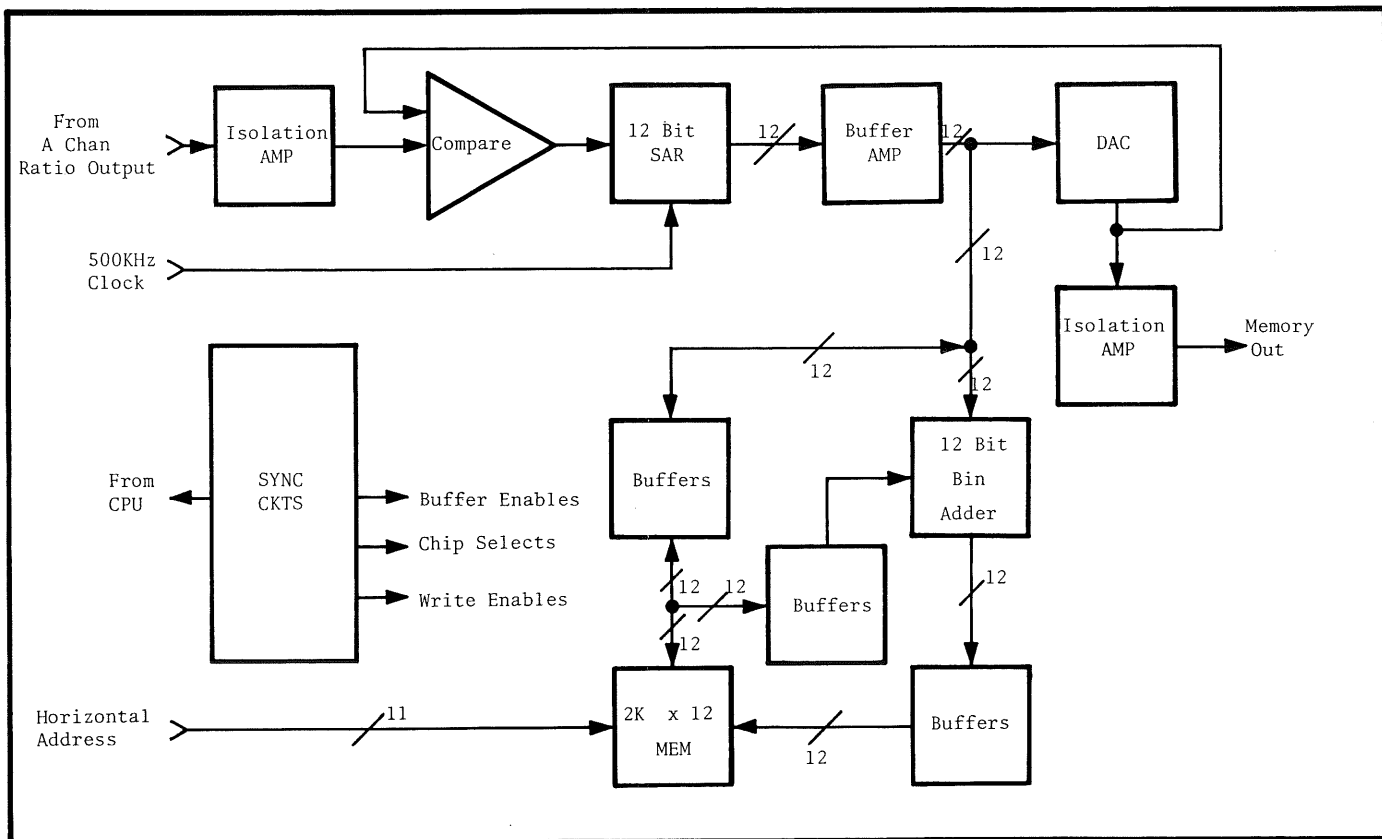 From
A Chan
Ratio Output
Isolation
AMP
Compare
12 Bit
SAR
12
Buffer
AMP
12
DAC
500KHz
Clock
12
Isolation
AMP
Memory
Out
12
12
From
CPU
SYNC
CKTS
Buffer Enables
Chip Selects
Write Enables
Buffers
12 Bit
Bin
Adder
12
12
12
Buffers
12
Horizontal
Address
11
2K x 12
MEM
12
Buffers